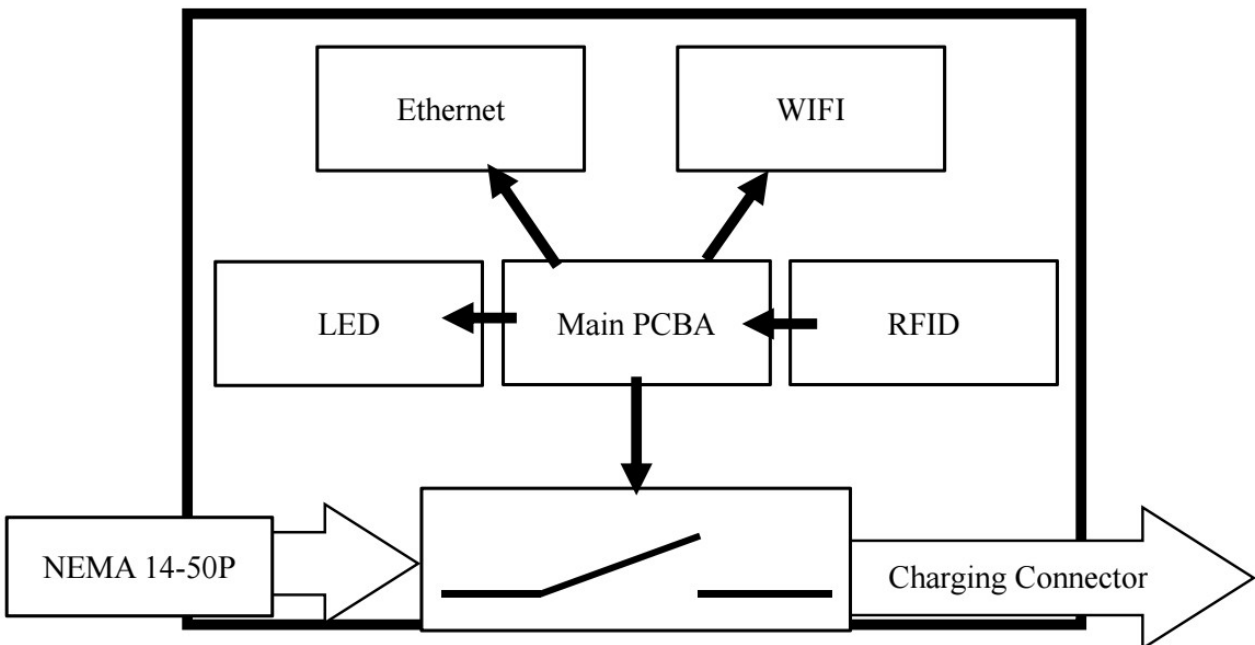 Ethernet
WIFI
LED
Main PCBA
RFID
NEMA 14-50P
Charging Connector